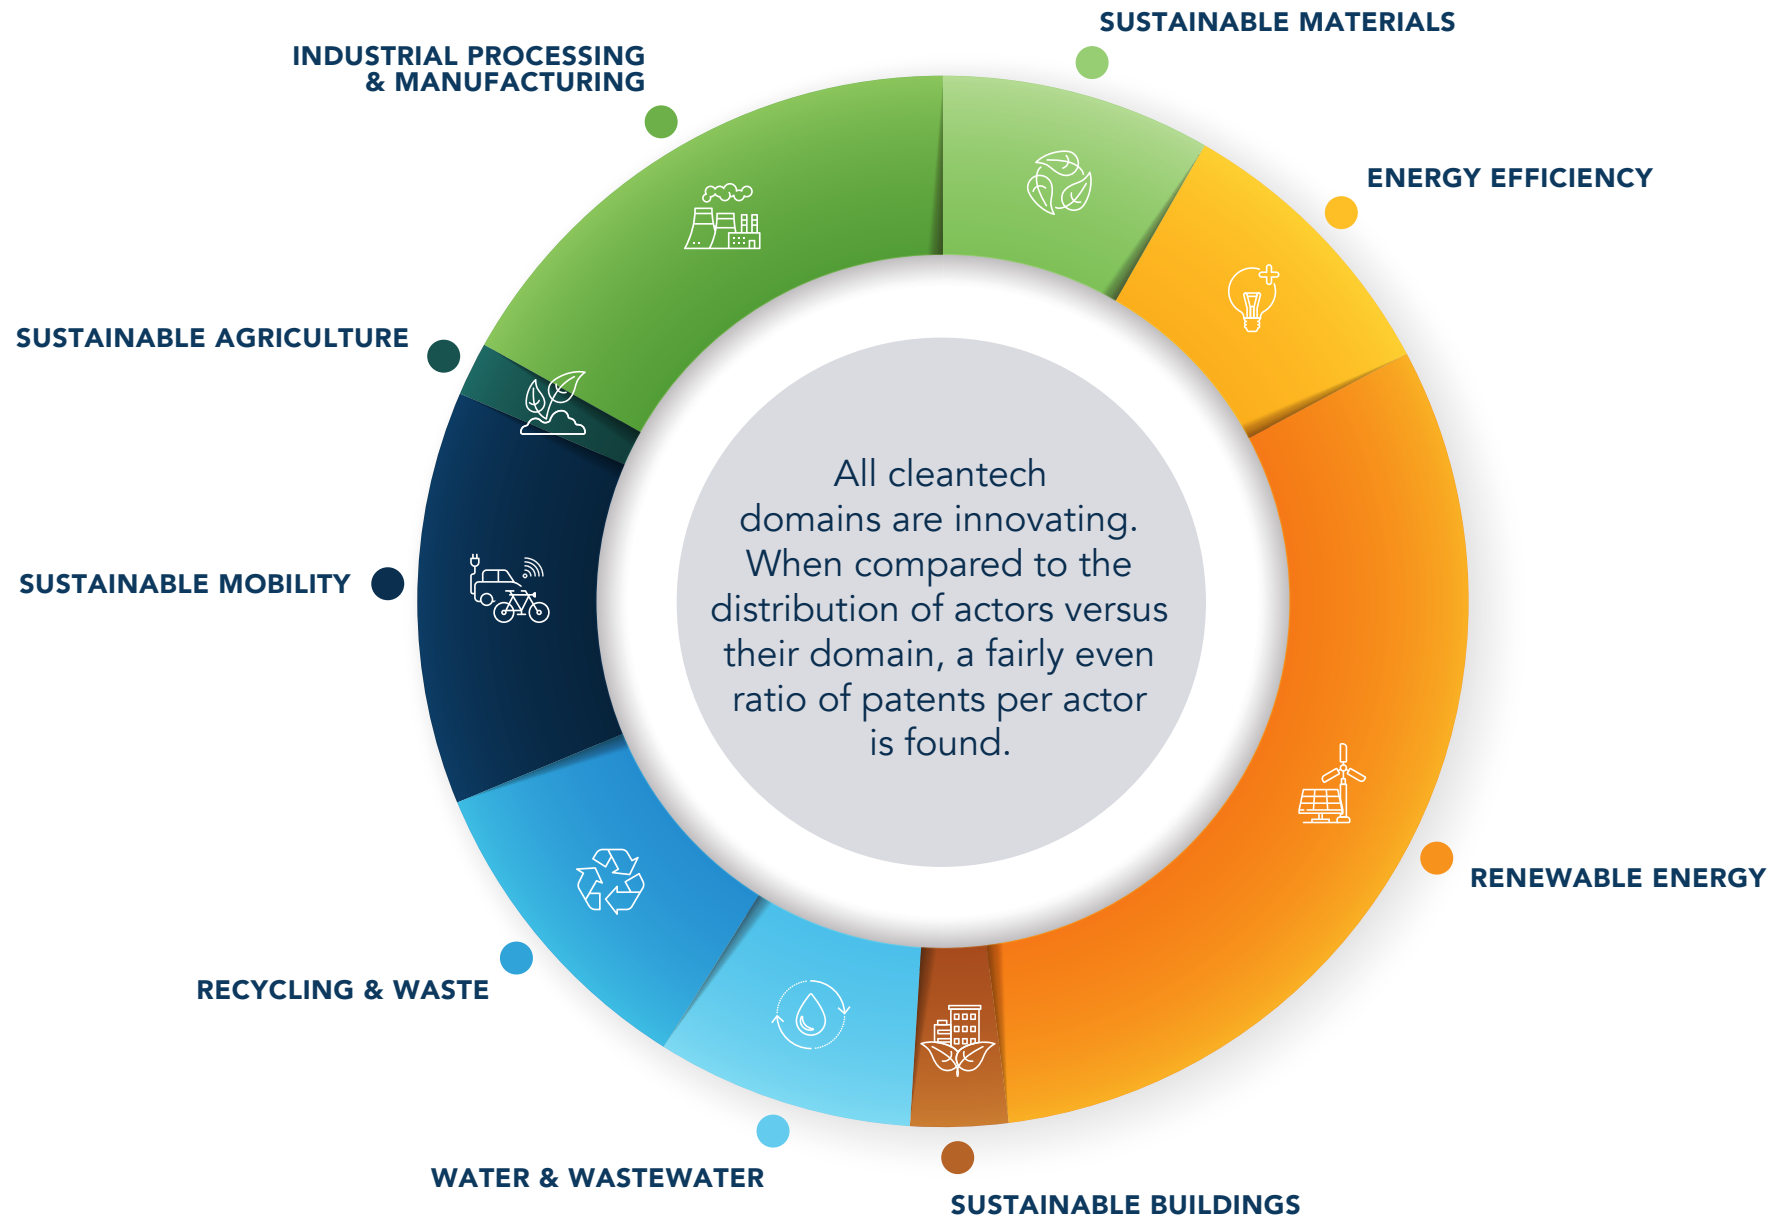 SUSTAINABLE MATERIALS
INDUSTRIAL PROCESSING
& MANUFACTURING
ENERGY EFFICIENCY
SUSTAINABLE AGRICULTURE
All cleantech
domains are innovating.
When compared to the
distribution of actors versus
their domain, a fairly even
ratio of patents per actor
is found.
SUSTAINABLE MOBILITY
RENEWABLE ENERGY
RECYCLING & WASTE
WATER & WASTEWATER
SUSTAINABLE BUILDINGS